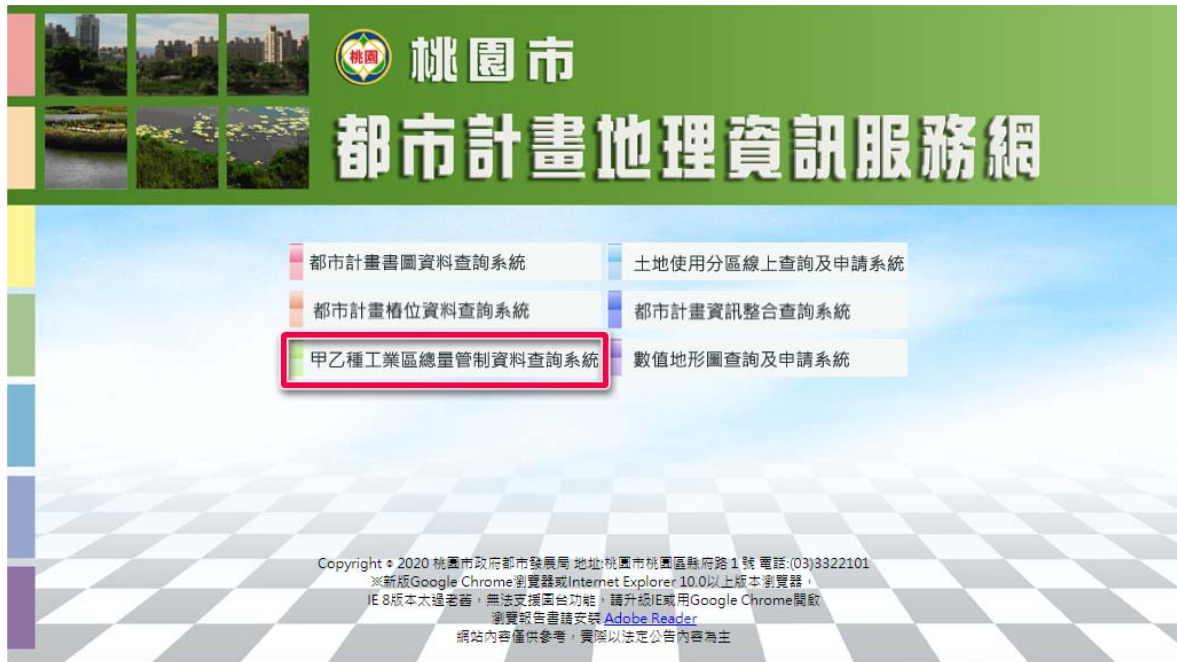 桃園
桃園市
都市計畫地理資訊服務網
都市計畫書圖資料查詢系統
土地使用分區線上查詢及申請系統
都市計畫樁位資料查詢系統
都市計畫資訊整合查詢系統
甲乙種工業區總量管制資料查詢系統
數值地形圖查詢及申請系統
Copyright © 2020 桃園市政府都市發展局 地址:桃園市桃園區縣府路 1 號 電話:(03)3322101
※新版Google Chrome瀏覽器或Internet Explorer 10.0以上版本瀏覽器，
IE 8版本太過老舊，無法支援圖台功能，請升級IE或用Google Chrome開啟
瀏覽報告書請安裝 Adobe Reader
網站內容僅供參考，實際以法定公告內容為主